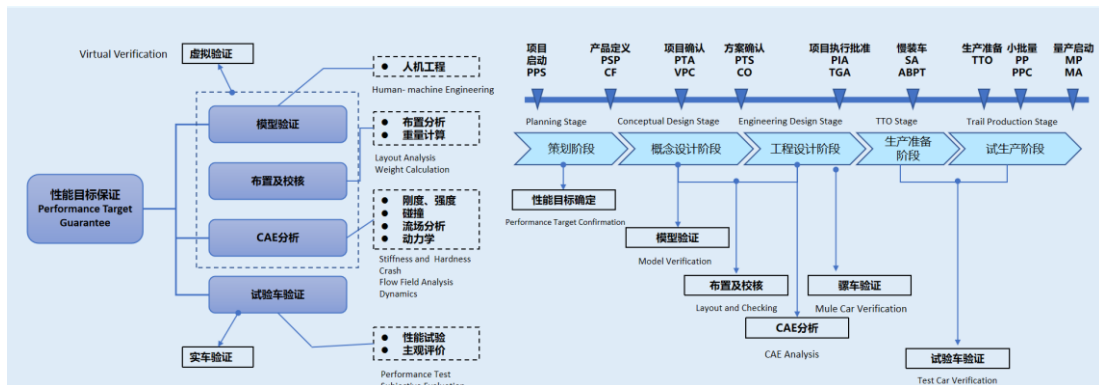 Virtual Verification
虚拟验证
人机工程
Human- machine Engineering
模型验证
布置分析
重量计算
Layout Analysis
Weight Calculation
布置及校核
性能目标保证
Performance Target
Guarantee
刚度、强度
碰撞
流场分析
动力学
CAE分析
Stiffness and Hardness
Crash
Flow Field Analysis
Dynamics
试验车验证
性能试验
主观评价
实车验证
Performance Test
Subjective Evaluation
项目
启动
PPS
产品定义
PSP
CF
项目确认
PTA
VPC
方案确认
PTS
CO
项目执行批准
PIA
TGA
慢装车
SA
ABPT
生产准备
TTO
小批量
PP
PPC
量产启动
MP
MA
Planning Stage
Conceptual Design Stage
Engineering Design Stage
TTO Stage
Trail Production Stage
策划阶段
概念设计阶段
工程设计阶段
生产准备
阶段
试生产阶段
性能目标确定
Performance Target Confirmation
模型验证
Model Verification
布置及校核
Layout and Checking
骡车验证
Mule Car Verification
CAE分析
CAE Analysis
试验车验证
Test Car Verification